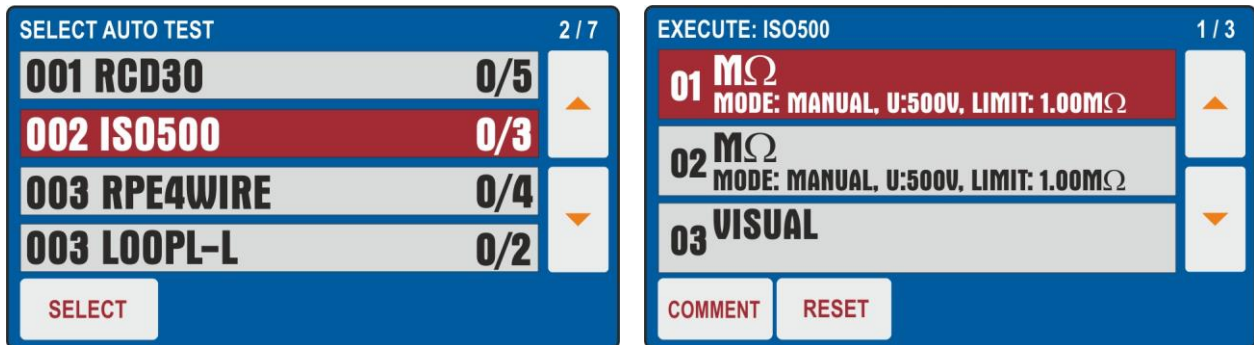 SELECT AUTO TEST 2 / 7
001 RCD30 0/5
002 ISO500 0/3
003 RPE4WIRE 0/4
003 LOOPL-L 0/2
SELECT
EXECUTE: ISO500 1 / 3
01 MΩ
MODE: MANUAL, U:500V, LIMIT: 1.00MΩ
02 MΩ
MODE: MANUAL, U:500V, LIMIT: 1.00MΩ
03 VISUAL
COMMENT RESET